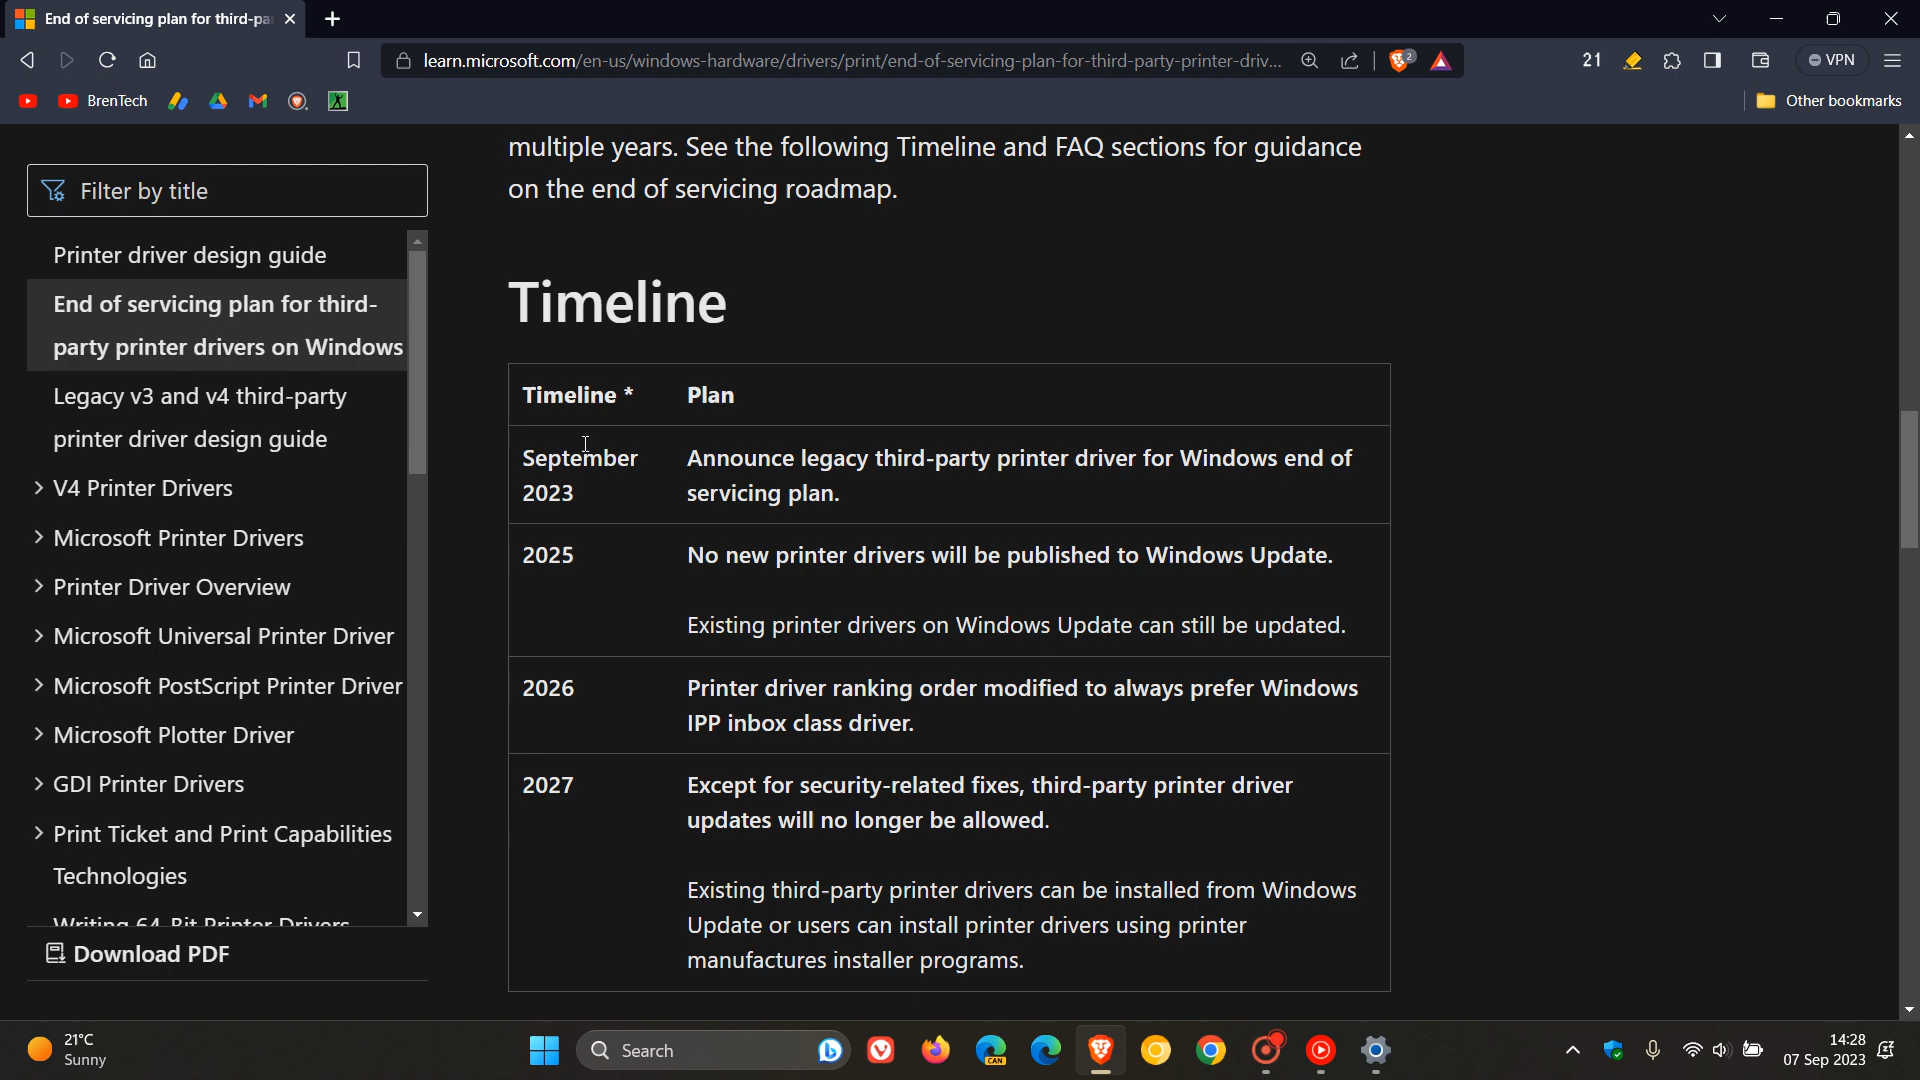 End of servicing plan for third-pa
learn.microsoft.com/en-us/windows-hardware/drivers/print/end-of-servicing-plan-for-third-party-printer-driv...
2
21
VPN
BrenTech
Other bookmarks
multiple years. See the following Timeline and FAQ sections for guidance
on the end of servicing roadmap.
Filter by title
Printer driver design guide
End of servicing plan for third-
party printer drivers on Windows
Legacy v3 and v4 third-party
printer driver design guide
V4 Printer Drivers
Microsoft Printer Drivers
Printer Driver Overview
Microsoft Universal Printer Driver
Microsoft PostScript Printer Driver
Microsoft Plotter Driver
GDI Printer Drivers
Print Ticket and Print Capabilities
Technologies
Writing 64-Bit Printer Drivers
Download PDF
Timeline
Timeline * Plan
September Announce legacy third-party printer driver for Windows end of
2023 servicing plan.
2025 No new printer drivers will be published to Windows Update.
Existing printer drivers on Windows Update can still be updated.
2026 Printer driver ranking order modified to always prefer Windows
IPP inbox class driver.
2027 Except for security-related fixes, third-party printer driver
updates will no longer be allowed.
Existing third-party printer drivers can be installed from Windows
Update or users can install printer drivers using printer
manufactures installer programs.
21°C
Sunny
Search
CAN
14:28
07 Sep 2023